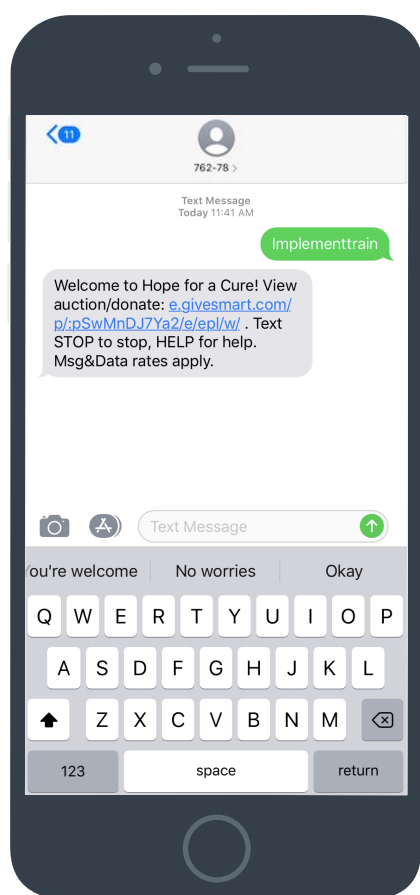 11
762-78 >
Text Message
Today 11:41 AM
Implementtrain
Welcome to Hope for a Cure! View
auction/donate: e.givesmart.com/
p/:pSwMnDJ7Ya2/e/epl/w/ . Text
STOP to stop, HELP for help.
Msg&Data rates apply.
Text Message
ou're welcome No worries Okay
Q W E R T Y U I O P
A S D F G H J K L
Z X C V B N M
123 space return